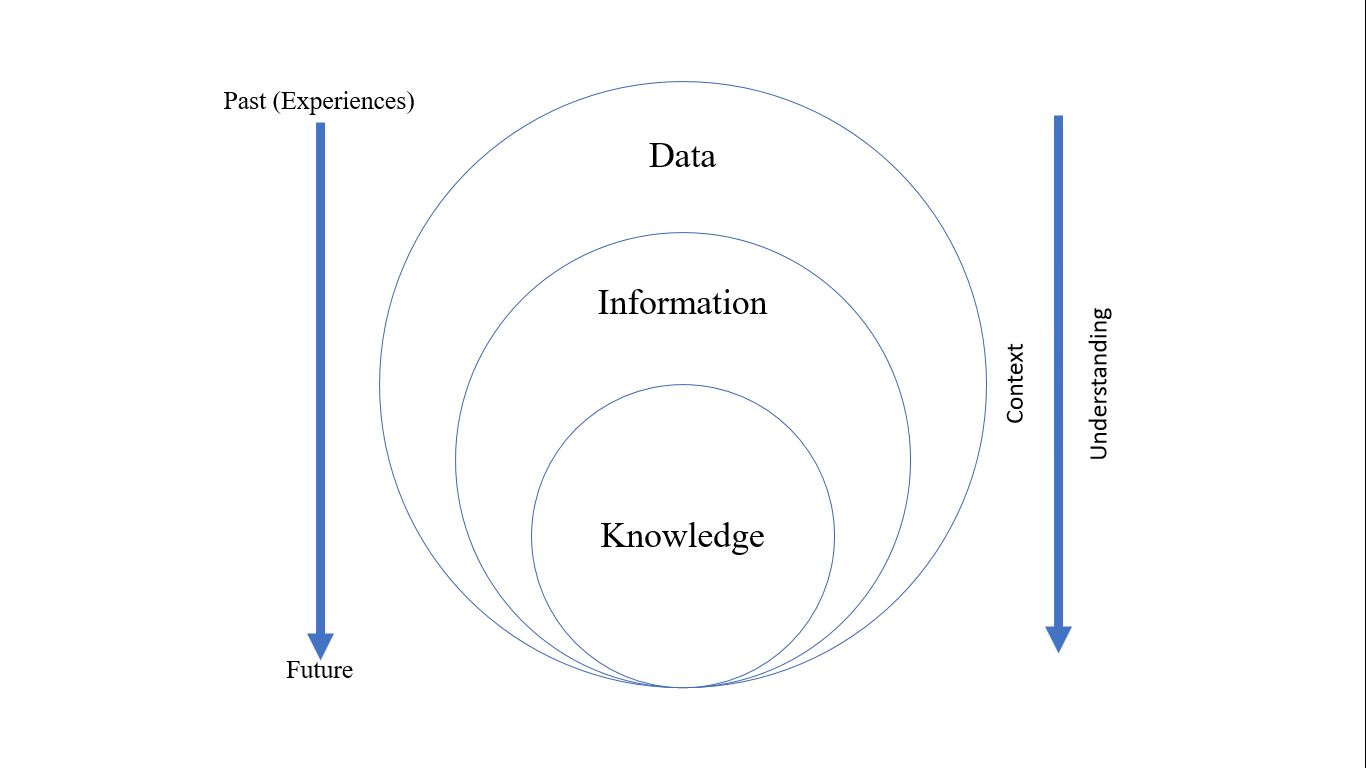 Past (Experiences)
Data
Information
Context
Understanding
Knowledge
Future